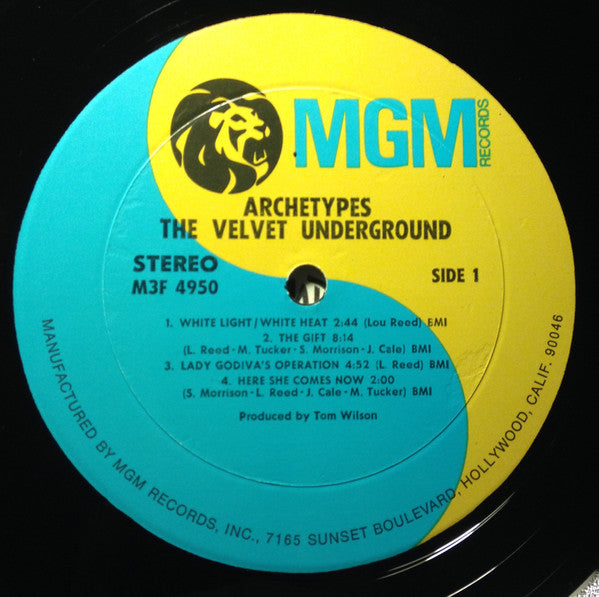 MGM
RECORDS
ARCHETYPES
THE VELVET UNDERGROUND
STEREO
M3F 4950
SIDE 1
1. WHITE LIGHT/WHITE HEAT 2:44 (Lou Reed) BMI
2. THE GIFT 8:14
(L. Reed - M. Tucker - S. Morrison - J. Cale) BMI
3. LADY GODIVA'S OPERATION 4:52 (L. Reed) BMI
4. HERE SHE COMES NOW 2:00
(S. Morrison - L. Reed - J. Cale - M. Tucker) BMI
Produced by Tom Wilson
MANUFACTURED BY MGM RECORDS, INC., 7165 SUNSET BOULEVARD, HOLLYWOOD, CALIF. 90046